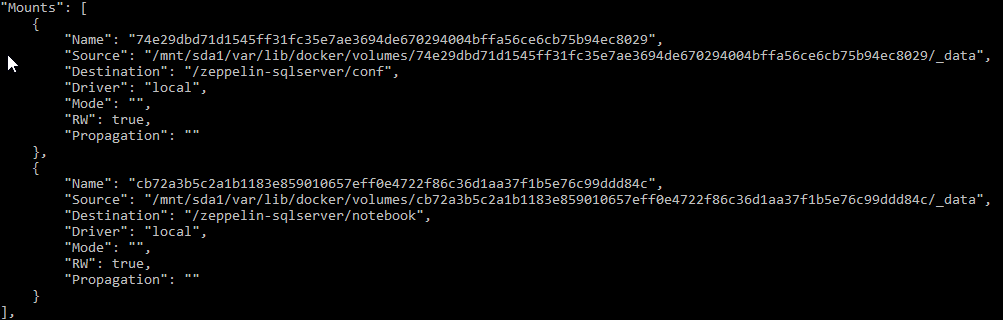 "Mounts": [
{
"Name": "74e29dbd71d1545ff31fc35e7ae3694de670294004bffa56ce6cb75b94ec8029",
"Source": "/mnt/sda1/var/lib/docker/volumes/74e29dbd71d1545ff31fc35e7ae3694de670294004bffa56ce6cb75b94ec8029/_data",
"Destination": "/zeppelin-sqlserver/conf",
"Driver": "local",
"Mode": "",
"RW": true,
"Propagation": ""
},
{
"Name": "cb72a3b5c2a1b1183e859010657eff0e4722f86c36d1aa37f1b5e76c99ddd84c",
"Source": "/mnt/sda1/var/lib/docker/volumes/cb72a3b5c2a1b1183e859010657eff0e4722f86c36d1aa37f1b5e76c99ddd84c/_data",
"Destination": "/zeppelin-sqlserver/notebook",
"Driver": "local",
"Mode": "",
"RW": true,
"Propagation": ""
}
],